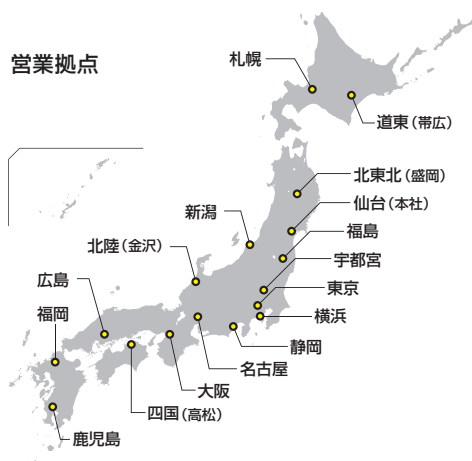 営業拠点
札幌
道東（帯広）
北東北（盛岡）
仙台（本社）
新潟
福島
北陸（金沢）
宇都宮
広島
東京
福岡
横浜
静岡
名古屋
大阪
四国（高松）
鹿児島